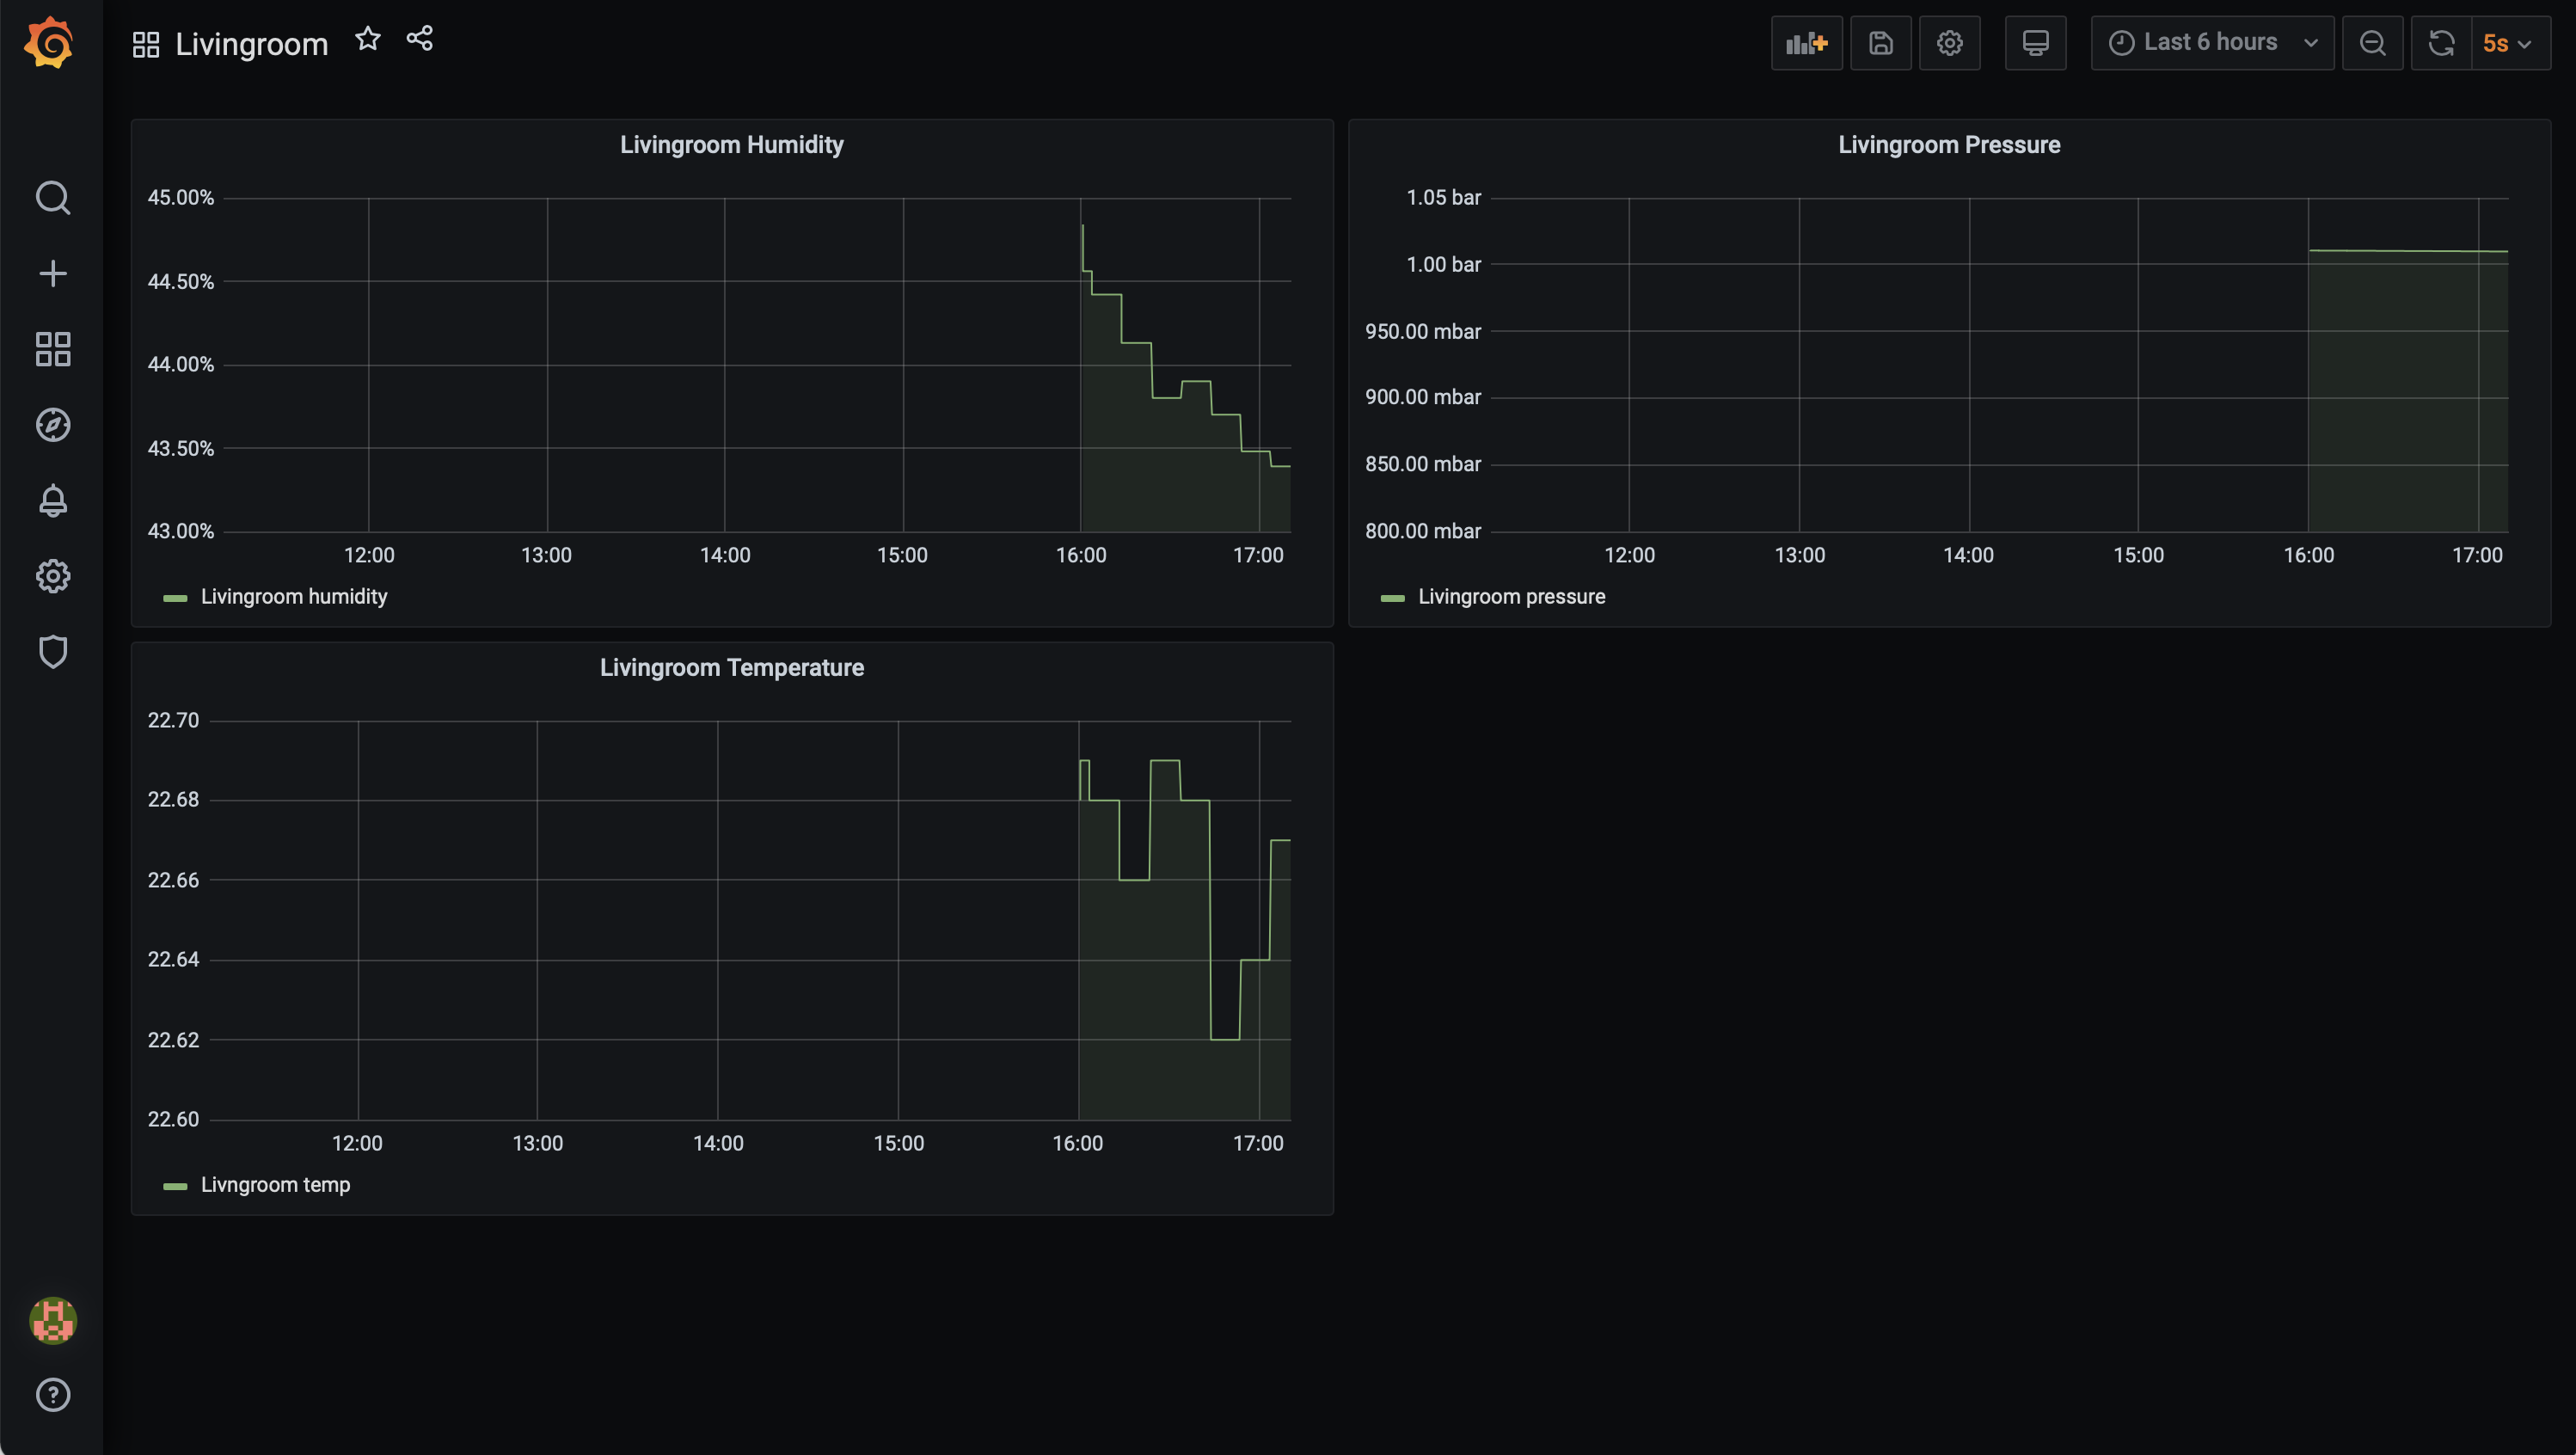 Livingroom
Last 6 hours
5s
Livingroom Humidity
45.00%
44.50%
44.00%
43.50%
43.00%
12:00 13:00 14:00 15:00 16:00 17:00
Livingroom humidity
Livingroom Pressure
1.05 bar
1.00 bar
950.00 mbar
900.00 mbar
850.00 mbar
800.00 mbar
12:00 13:00 14:00 15:00 16:00 17:00
Livingroom pressure
Livingroom Temperature
22.70
22.68
22.66
22.64
22.62
22.60
12:00 13:00 14:00 15:00 16:00 17:00
Livngroom temp